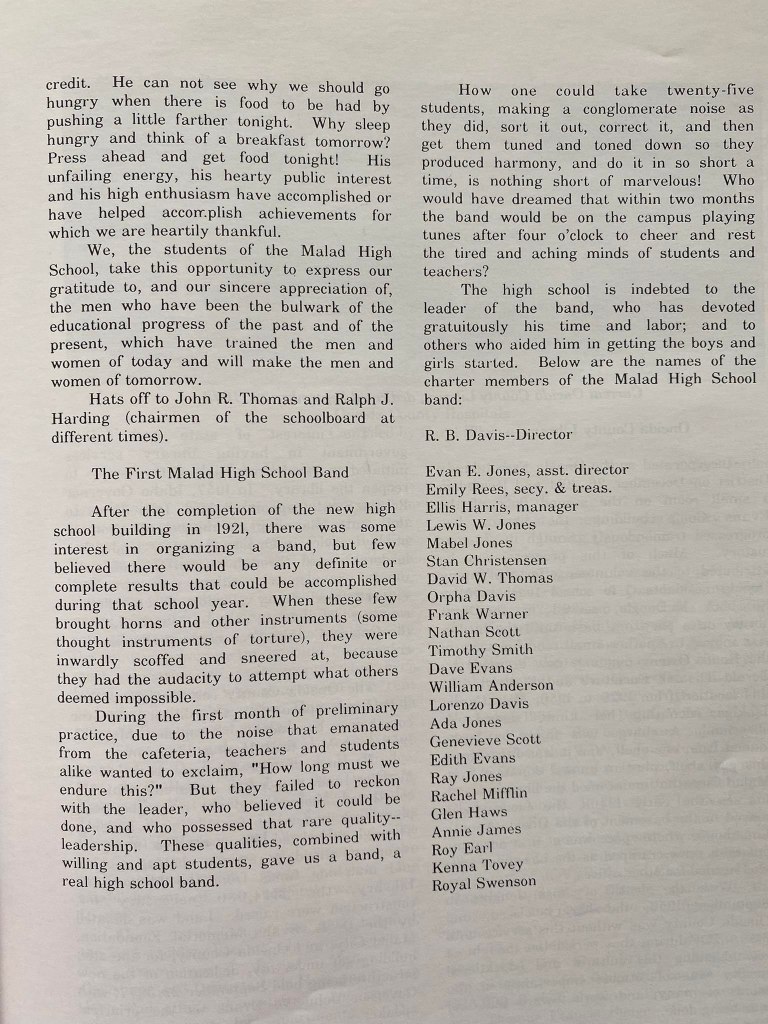 credit. He can not see why we should go
hungry when there is food to be had by
pushing a little farther tonight. Why sleep
hungry and think of a breakfast tomorrow?
Press ahead and get food tonight! His
unfailing energy, his hearty public interest
and his high enthusiasm have accomplished or
have helped accomplish achievements for
which we are heartily thankful.
We, the students of the Malad High
School, take this opportunity to express our
gratitude to, and our sincere appreciation of,
the men who have been the bulwark of the
educational progress of the past and of the
present, which have trained the men and
women of today and will make the men and
women of tomorrow.
Hats off to John R. Thomas and Ralph J.
Harding (chairmen of the schoolboard at
different times).
The First Malad High School Band
After the completion of the new high
school building in 1921, there was some
interest in organizing a band, but few
believed there would be any definite or
complete results that could be accomplished
during that school year. When these few
brought horns and other instruments (some
thought instruments of torture), they were
inwardly scoffed and sneered at, because
they had the audacity to attempt what others
deemed impossible.
During the first month of preliminary
practice, due to the noise that emanated
from the cafeteria, teachers and students
alike wanted to exclaim, "How long must we
endure this?" But they failed to reckon
with the leader, who believed it could be
done, and who possessed that rare quality--
leadership. These qualities, combined with
willing and apt students, gave us a band, a
real high school band.
How one could take twenty-five
students, making a conglomerate noise as
they did, sort it out, correct it, and then
get them tuned and toned down so they
produced harmony, and do it in so short a
time, is nothing short of marvelous! Who
would have dreamed that within two months
the band would be on the campus playing
tunes after four o'clock to cheer and rest
the tired and aching minds of students and
teachers?
The high school is indebted to the
leader of the band, who has devoted
gratuitously his time and labor; and to
others who aided him in getting the boys and
girls started. Below are the names of the
charter members of the Malad High School
band:
R. B. Davis--Director
Evan E. Jones, asst. director
Emily Rees, secy. & treas.
Ellis Harris, manager
Lewis W. Jones
Mabel Jones
Stan Christensen
David W. Thomas
Orpha Davis
Frank Warner
Nathan Scott
Timothy Smith
Dave Evans
William Anderson
Lorenzo Davis
Ada Jones
Genevieve Scott
Edith Evans
Ray Jones
Rachel Mifflin
Glen Haws
Annie James
Roy Earl
Kenna Tovey
Royal Swenson